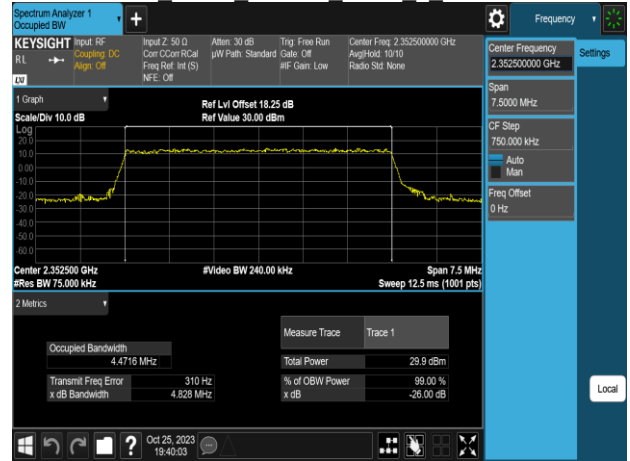 Spectrum Analyzer 1
Occupied BW
+
Frequency
KEYSIGHT
RL
LXI
Input: RF
Coupling: DC
Align: Off
Input Z: 50 Ω
Corr CCorr RCal
Freq Ref: Int (S)
NFE: Off
Atten: 30 dB
µW Path: Standard
Trig: Free Run
Gate: Off
#IF Gain: Low
Center Freq: 2.352500000 GHz
Avg|Hold: 10/10
Radio Std: None
Center Frequency
2.352500000 GHz
Settings
Span
7.5000 MHz
CF Step
750.000 kHz
Auto
Man
Freq Offset
0 Hz
Local
1 Graph
Scale/Div 10.0 dB
Ref Lvl Offset 18.25 dB
Ref Value 30.00 dBm
Log
20.0
10.0
0.00
-10.0
-20.0
-30.0
-40.0
-50.0
-60.0
Center 2.352500 GHz
#Res BW 75.000 kHz
#Video BW 240.00 kHz
Span 7.5 MHz
Sweep 12.5 ms (1001 pts)
2 Metrics
Measure Trace Trace 1
Occupied Bandwidth
4.4716 MHz
Total Power 29.9 dBm
Transmit Freq Error 310 Hz
% of OBW Power 99.00 %
x dB Bandwidth 4.828 MHz
x dB -26.00 dB
?
Oct 25, 2023
19:40:03